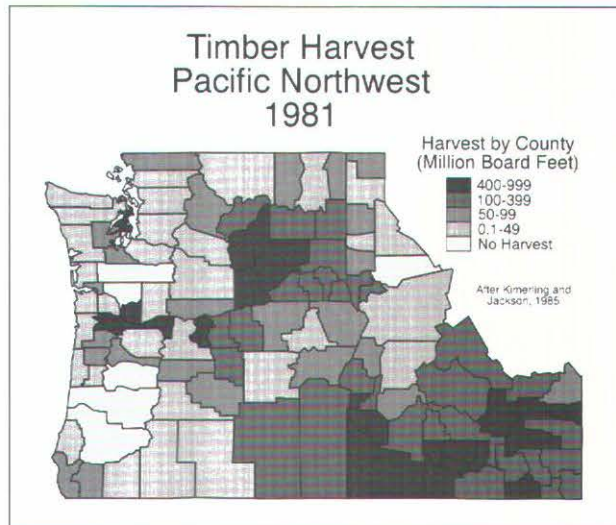 Timber Harvest
Pacific Northwest
1981
Harvest by County
(Million Board Feet)
400-999
100-399
50-99
0.1-49
No Harvest
After Kimerling and
Jackson, 1985